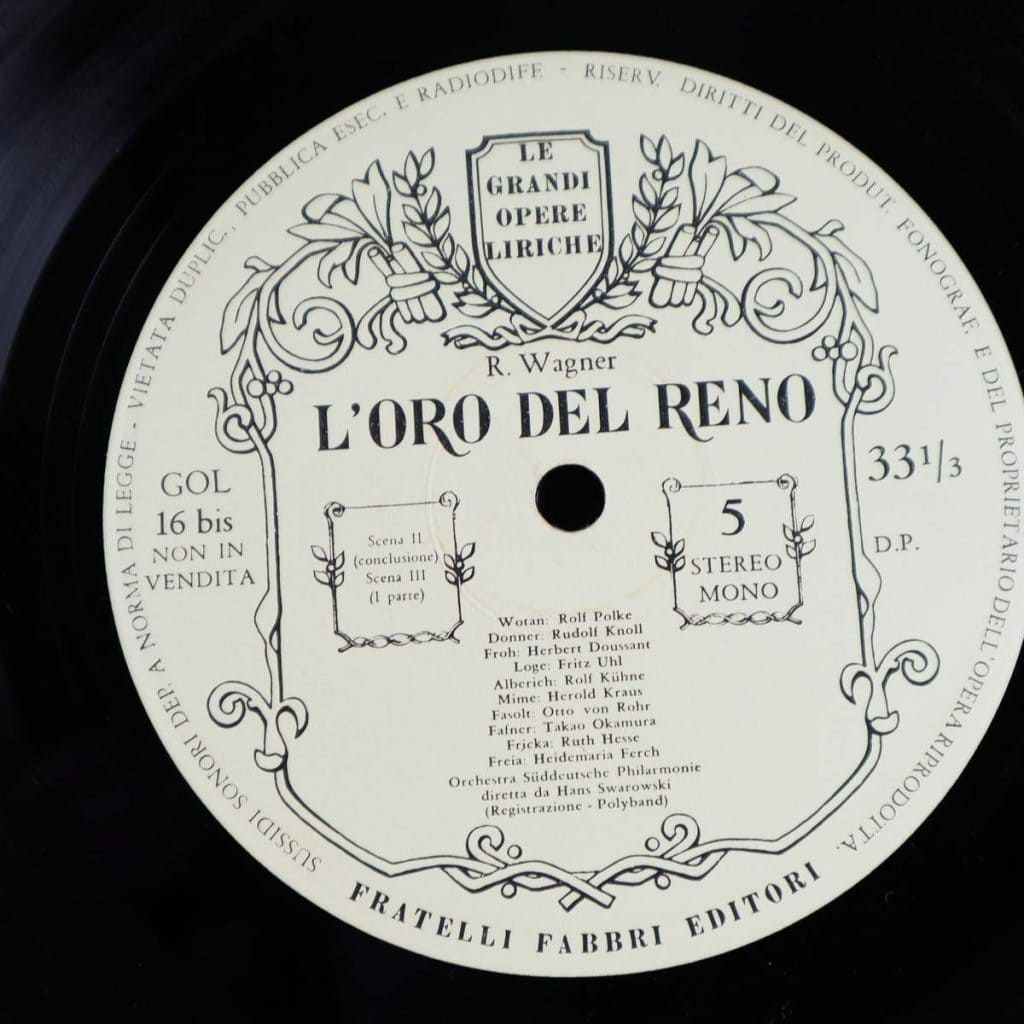 SUSSIDI SONORI DEP. A NORMA DI LEGGE - VIETATA DUPLIC., PUBBLICA ESEC. E RADIODIFF. - RISERV. DIRITTI DEL PRODUT. FONOGRAF. E DEL PROPRIETARIO DELL'OPERA RIPRODOTTA.
LE
GRANDI
OPERE
LIRICHE
R. Wagner
L'ORO DEL RENO
GOL
16 bis
NON IN
VENDITA
Scena II
(conclusione)
Scena III
(I parte)
5
STEREO
MONO
33 1/3
D.P.
Wotan: Rolf Polke
Donner: Rudolf Knoll
Froh: Herbert Doussant
Loge: Fritz Uhl
Alberich: Rolf Kühne
Mime: Herold Kraus
Fasolt: Otto von Rohr
Fafner: Takao Okamura
Fricka: Ruth Hesse
Freia: Heidemaria Ferch
Orchestra Süddeutsche Philarmonie
diretta da Hans Swarowski
(Registrazione - Polyband)
FRATELLI FABBRI EDITORI